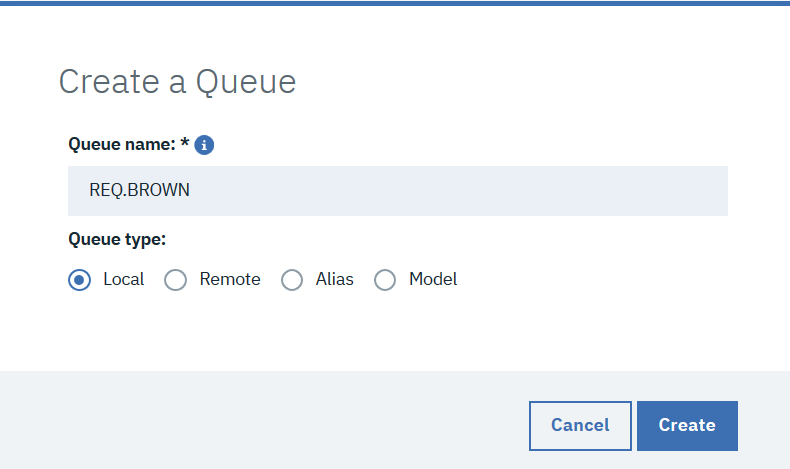 Create a Queue
Queue name: * i
REQ.BROWN
Queue type:
Local Remote Alias Model
Cancel Create